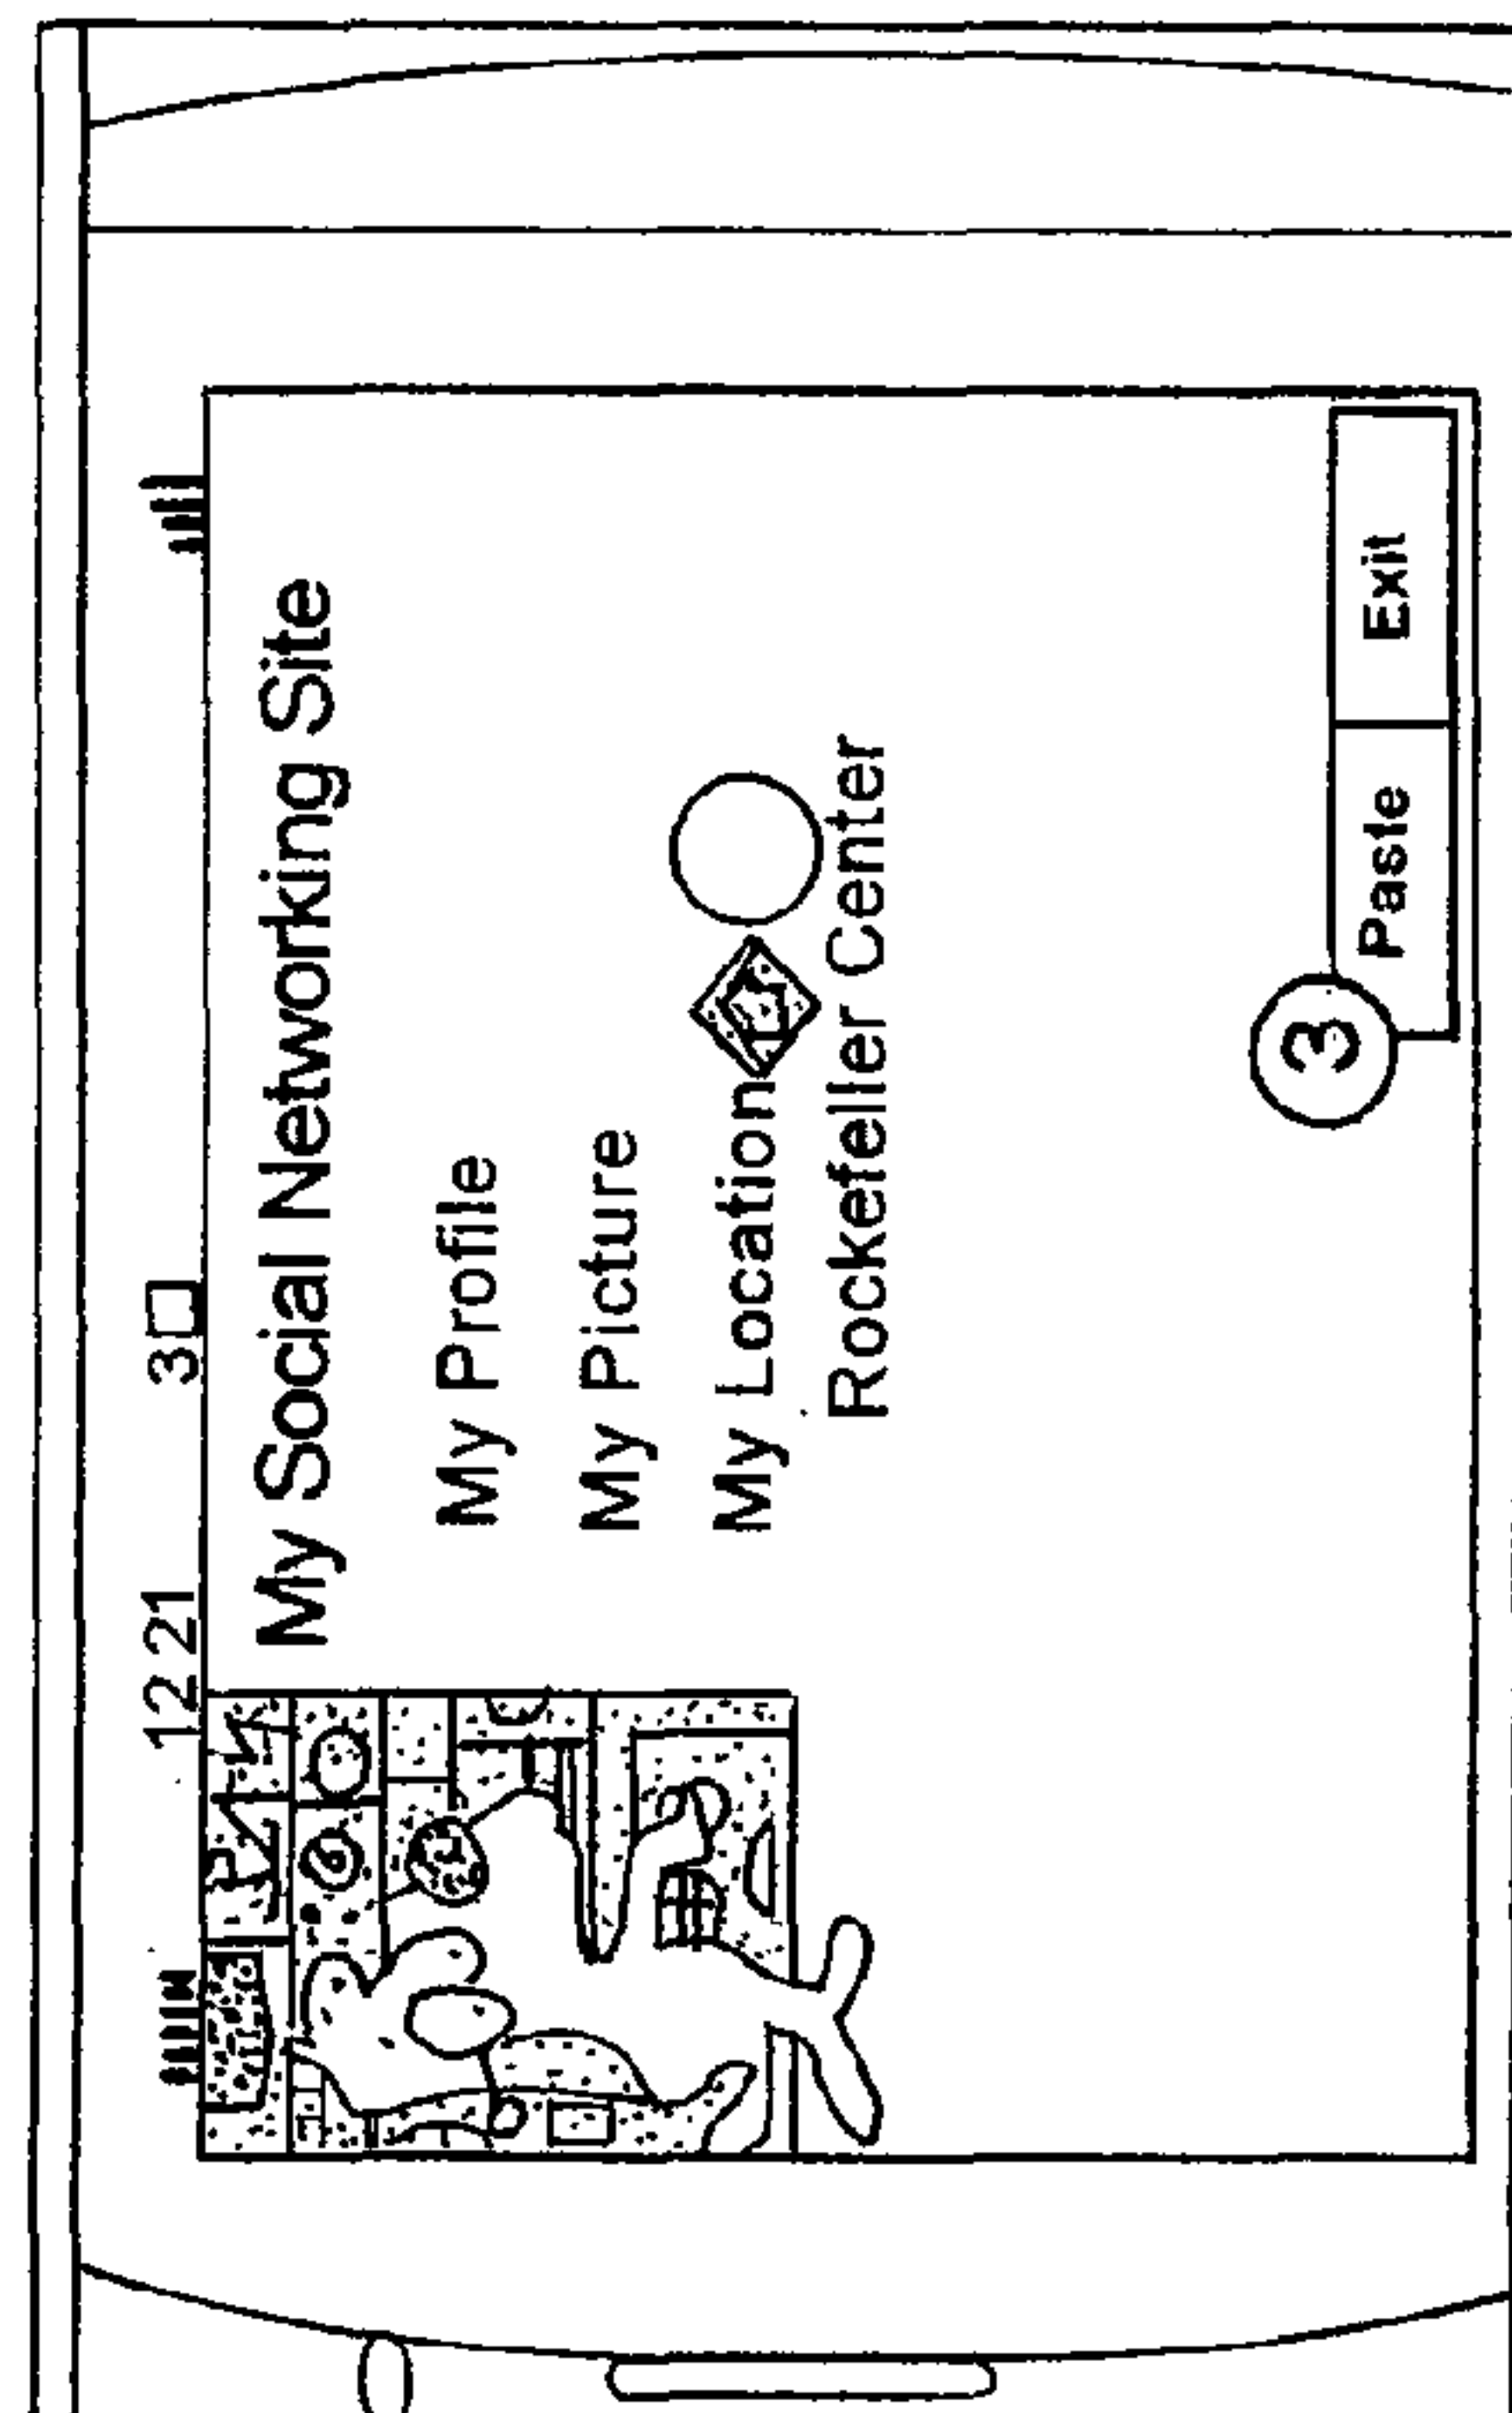 12 21 3
My Social Networking Site
My Profile
My Picture
My Location
Rockefeller Center
3
Paste Exit